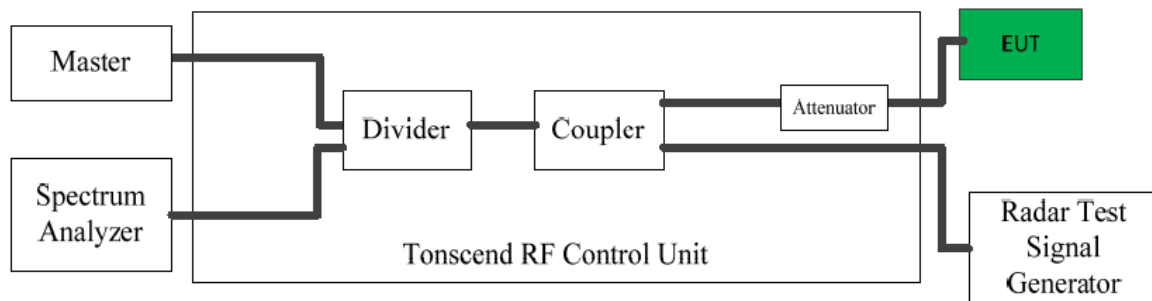 Master
EUT
Attenuator
Divider
Coupler
Spectrum
Analyzer
Radar Test
Signal
Generator
Tonscend RF Control Unit